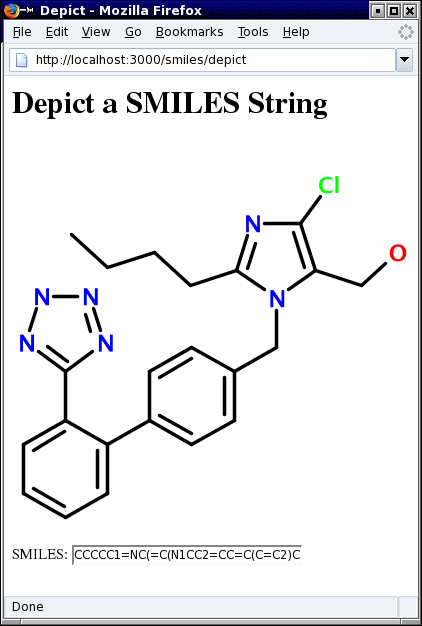 Depict - Mozilla Firefox
File Edit View Go Bookmarks Tools Help
http://localhost:3000/smiles/depict
Depict a SMILES String
Cl
N
O
N
N N
N N
SMILES: CCCCC1=NC(=C(N1CC2=CC=C(C=C2)C
Done